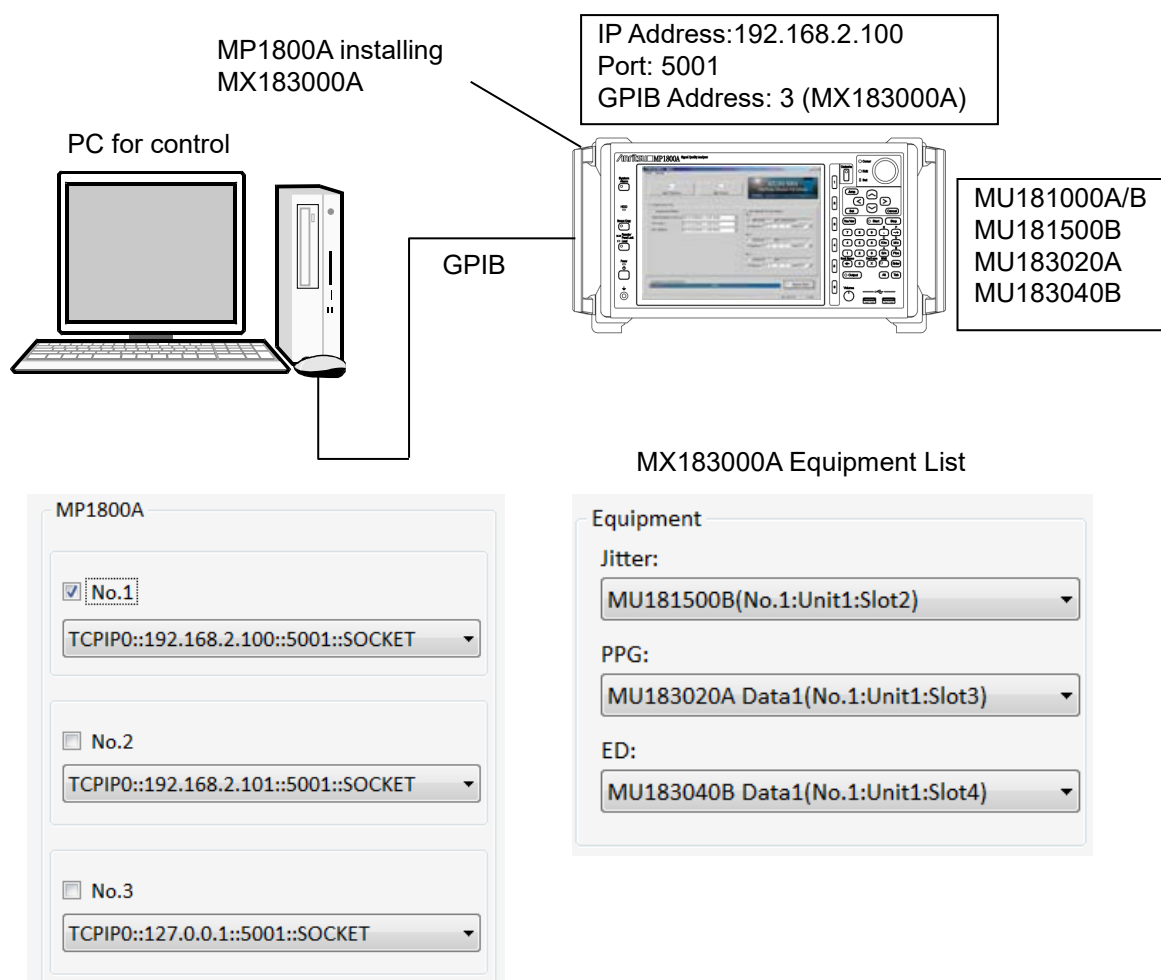 MP1800A installing
MX183000A
IP Address:192.168.2.100
Port: 5001
GPIB Address: 3 (MX183000A)
PC for control
Anritsu MP1800A
MU181000A/B
MU181500B
MU183020A
MU183040B
GPIB
MX183000A Equipment List
MP1800A
No.1
TCPIP0::192.168.2.100::5001::SOCKET
No.2
TCPIP0::192.168.2.101::5001::SOCKET
No.3
TCPIP0::127.0.0.1::5001::SOCKET
Equipment
Jitter:
MU181500B(No.1:Unit1:Slot2)
PPG:
MU183020A Data1(No.1:Unit1:Slot3)
ED:
MU183040B Data1(No.1:Unit1:Slot4)